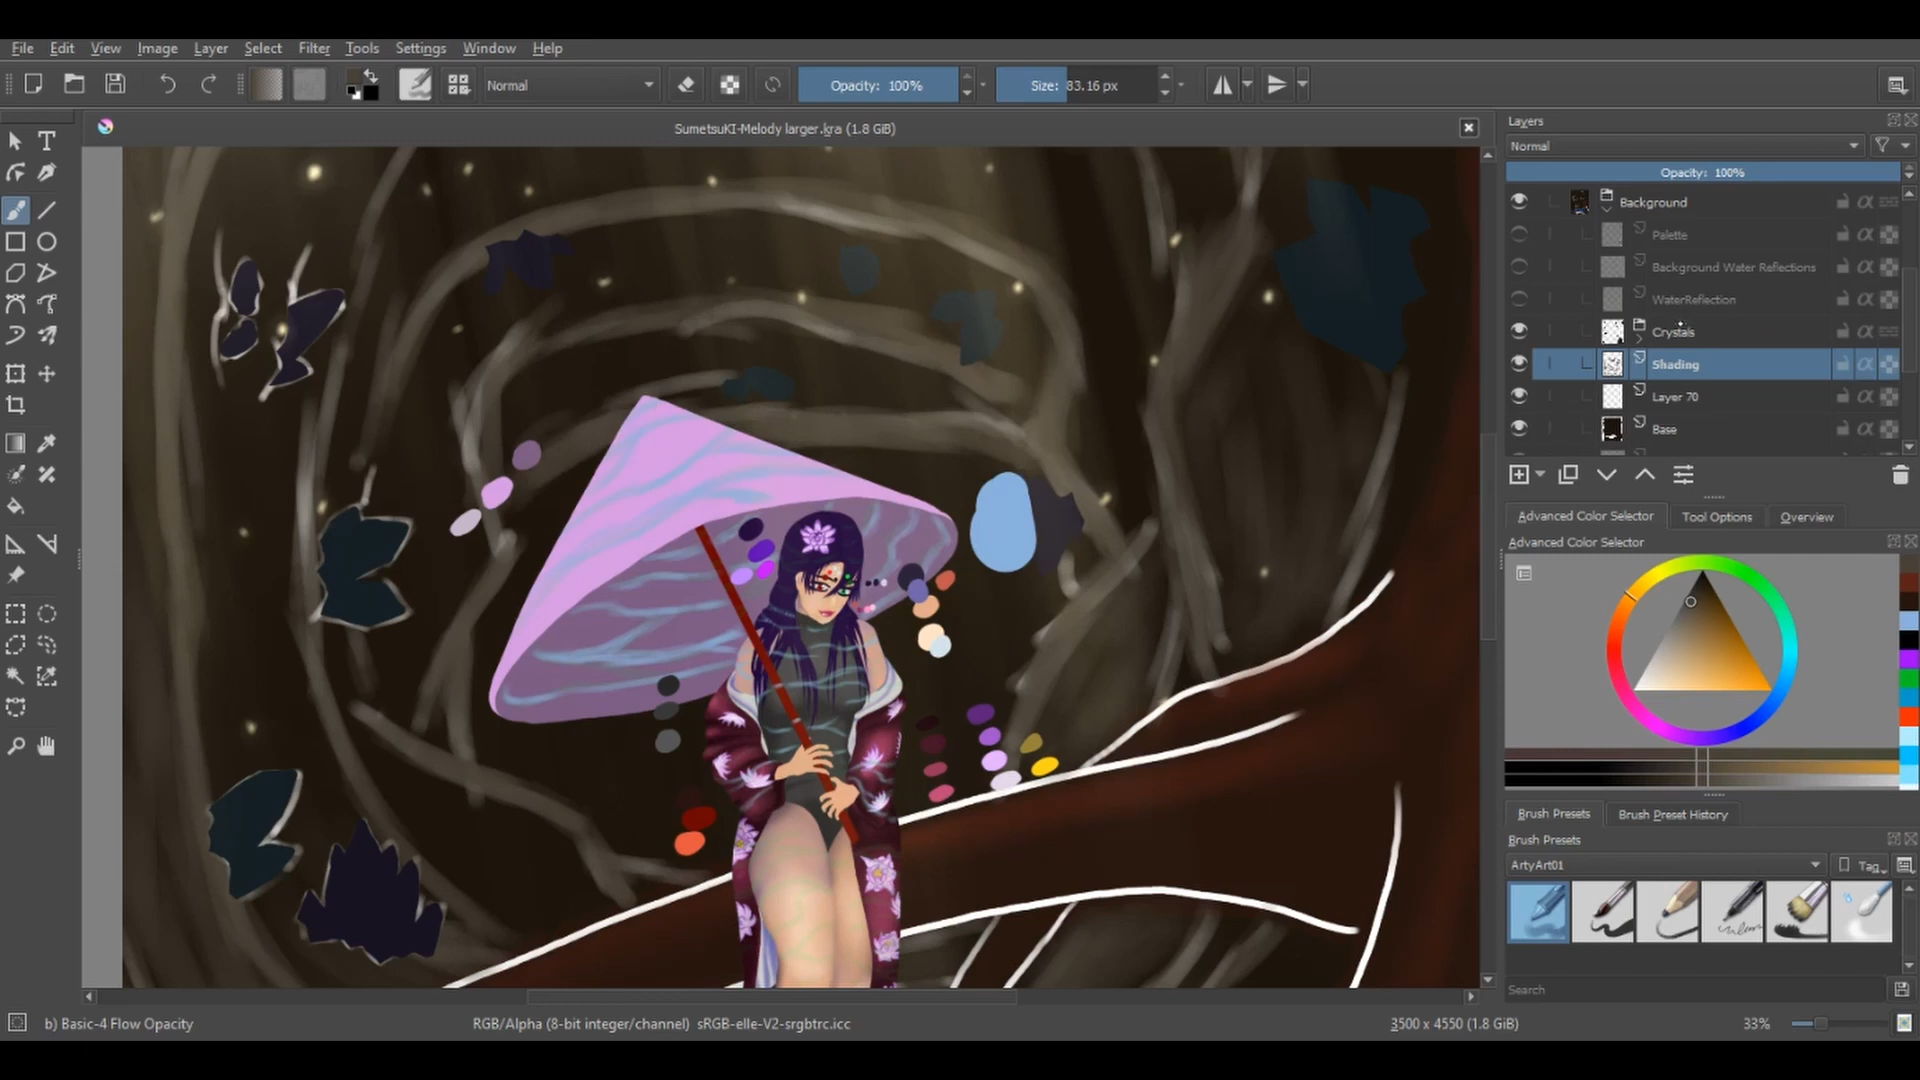 File Edit View Image Layer Select Filter Tools Settings Window Help
Normal
Opacity: 100%
Size: 83.16 px
SumetsuKI-Melody larger.kra (1.8 GiB)
Layers
Normal
Opacity: 100%
Background
Palette
Background Water Reflections
WaterReflection
Crystals
Shading
Layer 70
Base
Advanced Color Selector Tool Options Overview
Advanced Color Selector
Brush Presets Brush Preset History
Brush Presets
ArtyArt01
Tag
Search
b) Basic-4 Flow Opacity
RGB/Alpha (8-bit integer/channel) sRGB-elle-V2-srgbtrc.icc
3500 x 4550 (1.8 GiB)
33%